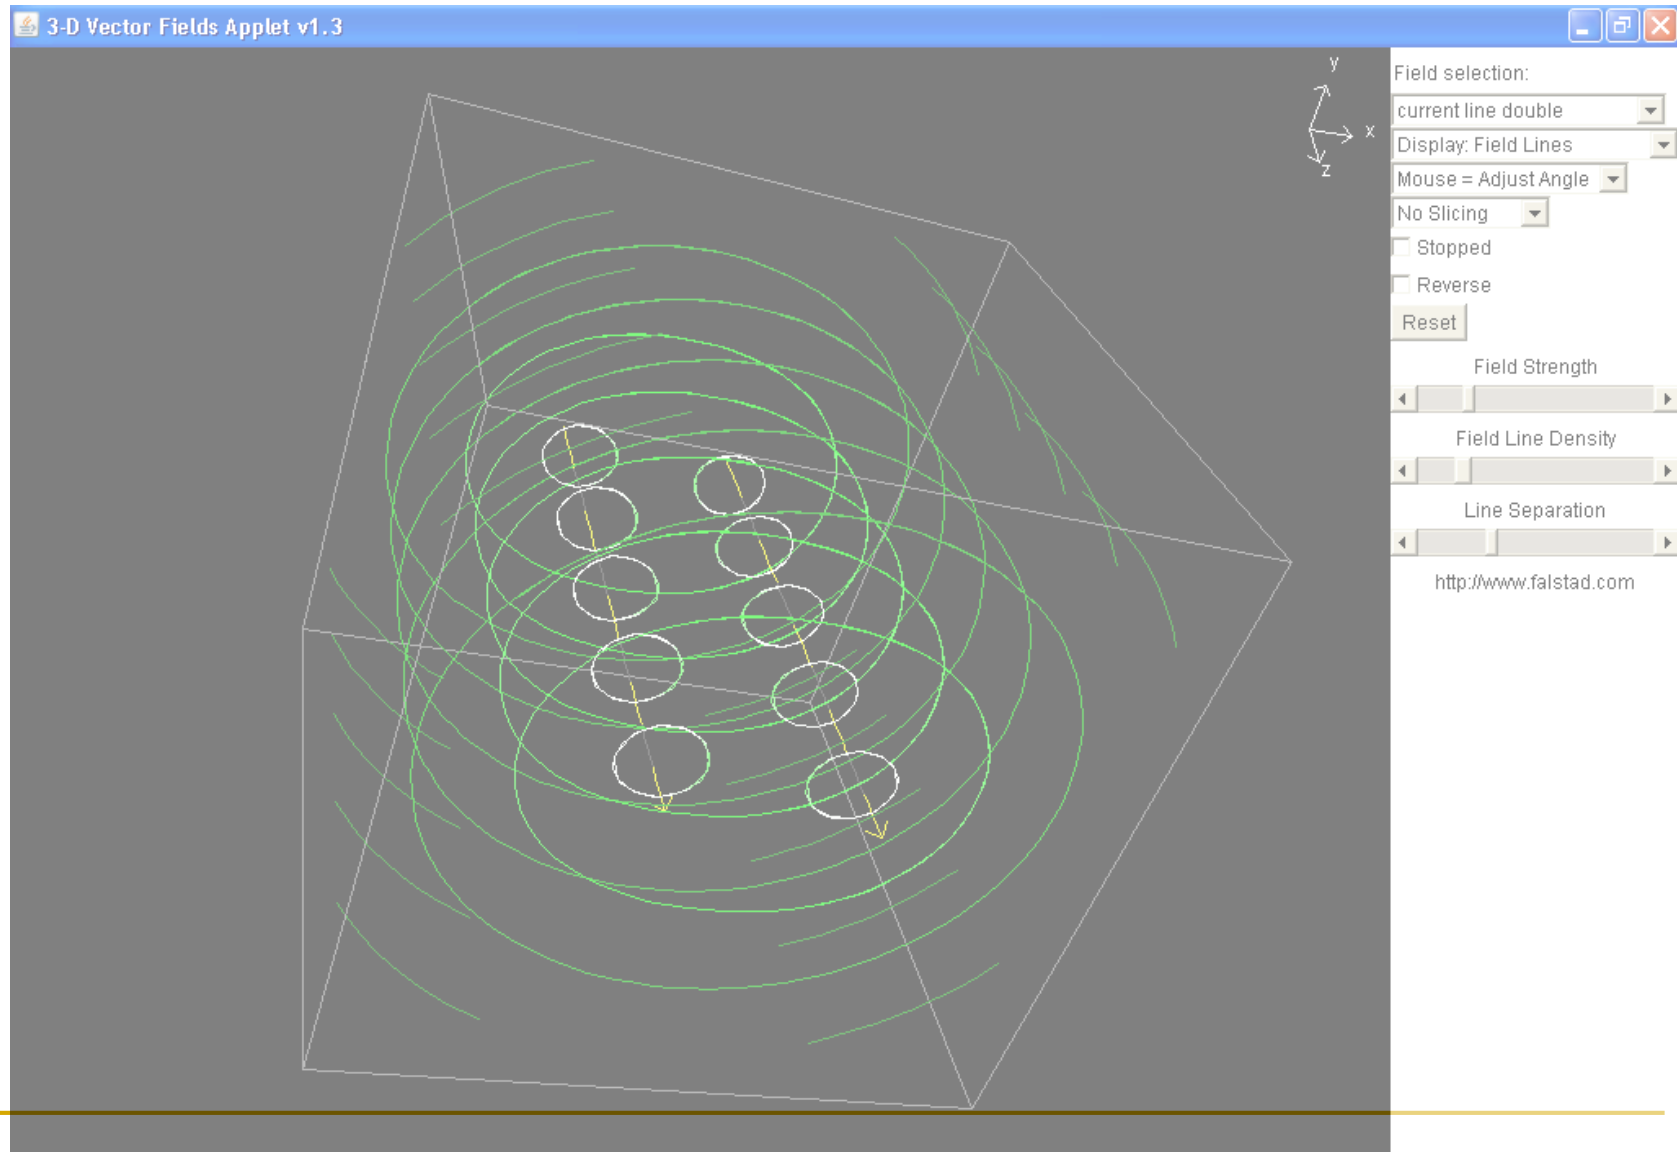 3-D Vector Fields Applet v1.3
y
x
z
Field selection:
current line double
Display: Field Lines
Mouse = Adjust Angle
No Slicing
Stopped
Reverse
Reset
Field Strength
Field Line Density
Line Separation
http://www.falstad.com